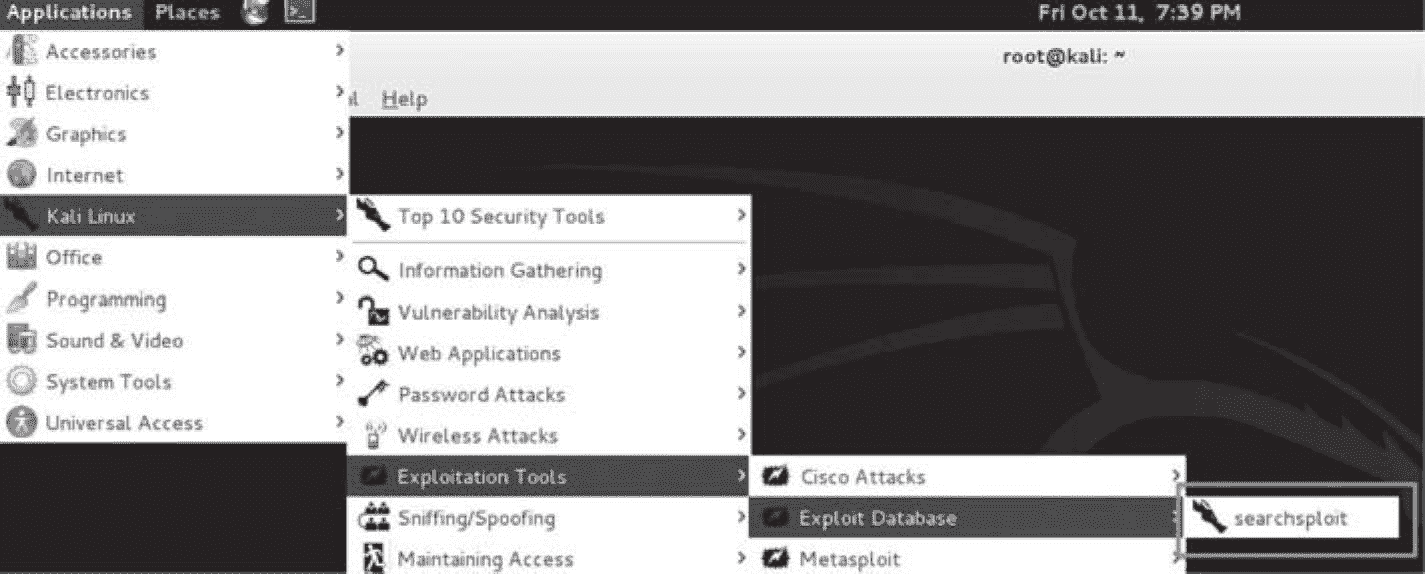 Applications Places Fri Oct 11, 7:39 PM
root@kali: ~
Help
Accessories
Electronics
Graphics
Internet
Kali Linux
Office
Programming
Sound & Video
System Tools
Universal Access
Top 10 Security Tools
Information Gathering
Vulnerability Analysis
Web Applications
Password Attacks
Wireless Attacks
Exploitation Tools
Sniffing/Spoofing
Maintaining Access
Cisco Attacks
Exploit Database
Metasploit
searchsploit